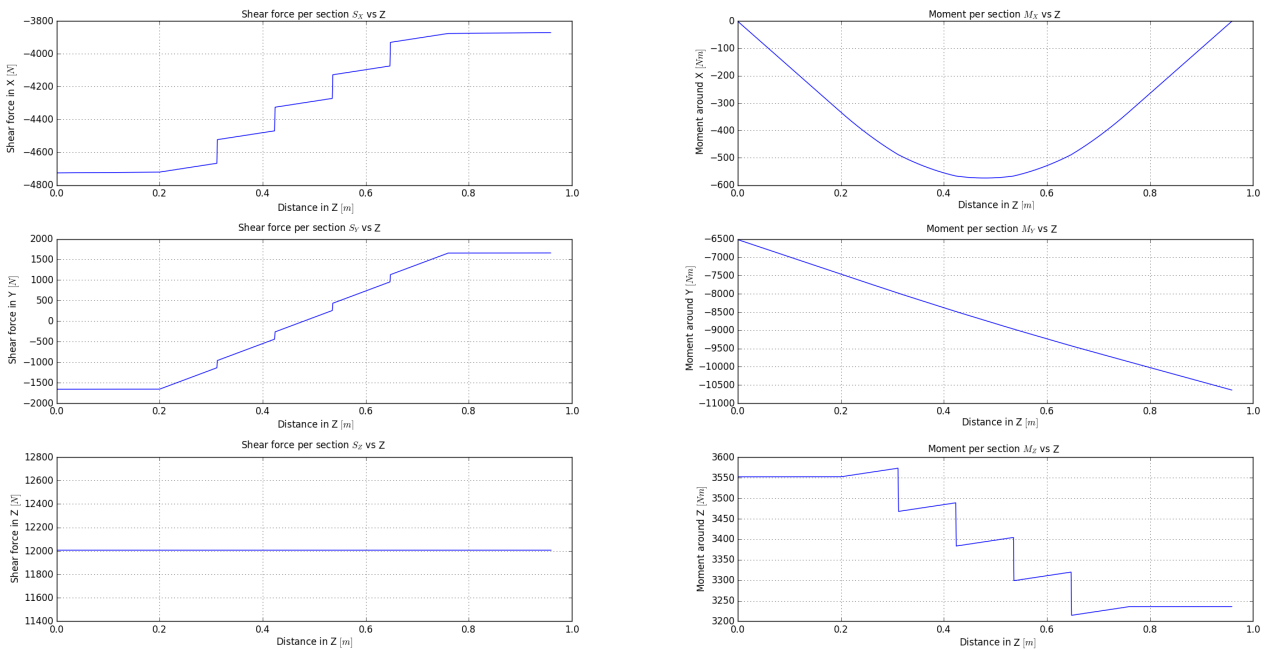 Shear force per section S_X vs Z
Shear force in X [N]
−3800
−4000
−4200
−4400
−4600
−4800
0.0 0.2 0.4 0.6 0.8 1.0
Distance in Z [m]
Moment per section M_X vs Z
Moment around X [Nm]
0
−100
−200
−300
−400
−500
−600
0.0 0.2 0.4 0.6 0.8 1.0
Distance in Z [m]
Shear force per section S_Y vs Z
Shear force in Y [N]
2000
1500
1000
500
0
−500
−1000
−1500
−2000
0.0 0.2 0.4 0.6 0.8 1.0
Distance in Z [m]
Moment per section M_Y vs Z
Moment around Y [Nm]
−6500
−7000
−7500
−8000
−8500
−9000
−9500
−10000
−10500
−11000
0.0 0.2 0.4 0.6 0.8 1.0
Distance in Z [m]
Shear force per section S_Z vs Z
Shear force in Z [N]
12800
12600
12400
12200
12000
11800
11600
11400
0.0 0.2 0.4 0.6 0.8 1.0
Distance in Z [m]
Moment per section M_Z vs Z
Moment around Z [Nm]
3600
3550
3500
3450
3400
3350
3300
3250
3200
0.0 0.2 0.4 0.6 0.8 1.0
Distance in Z [m]